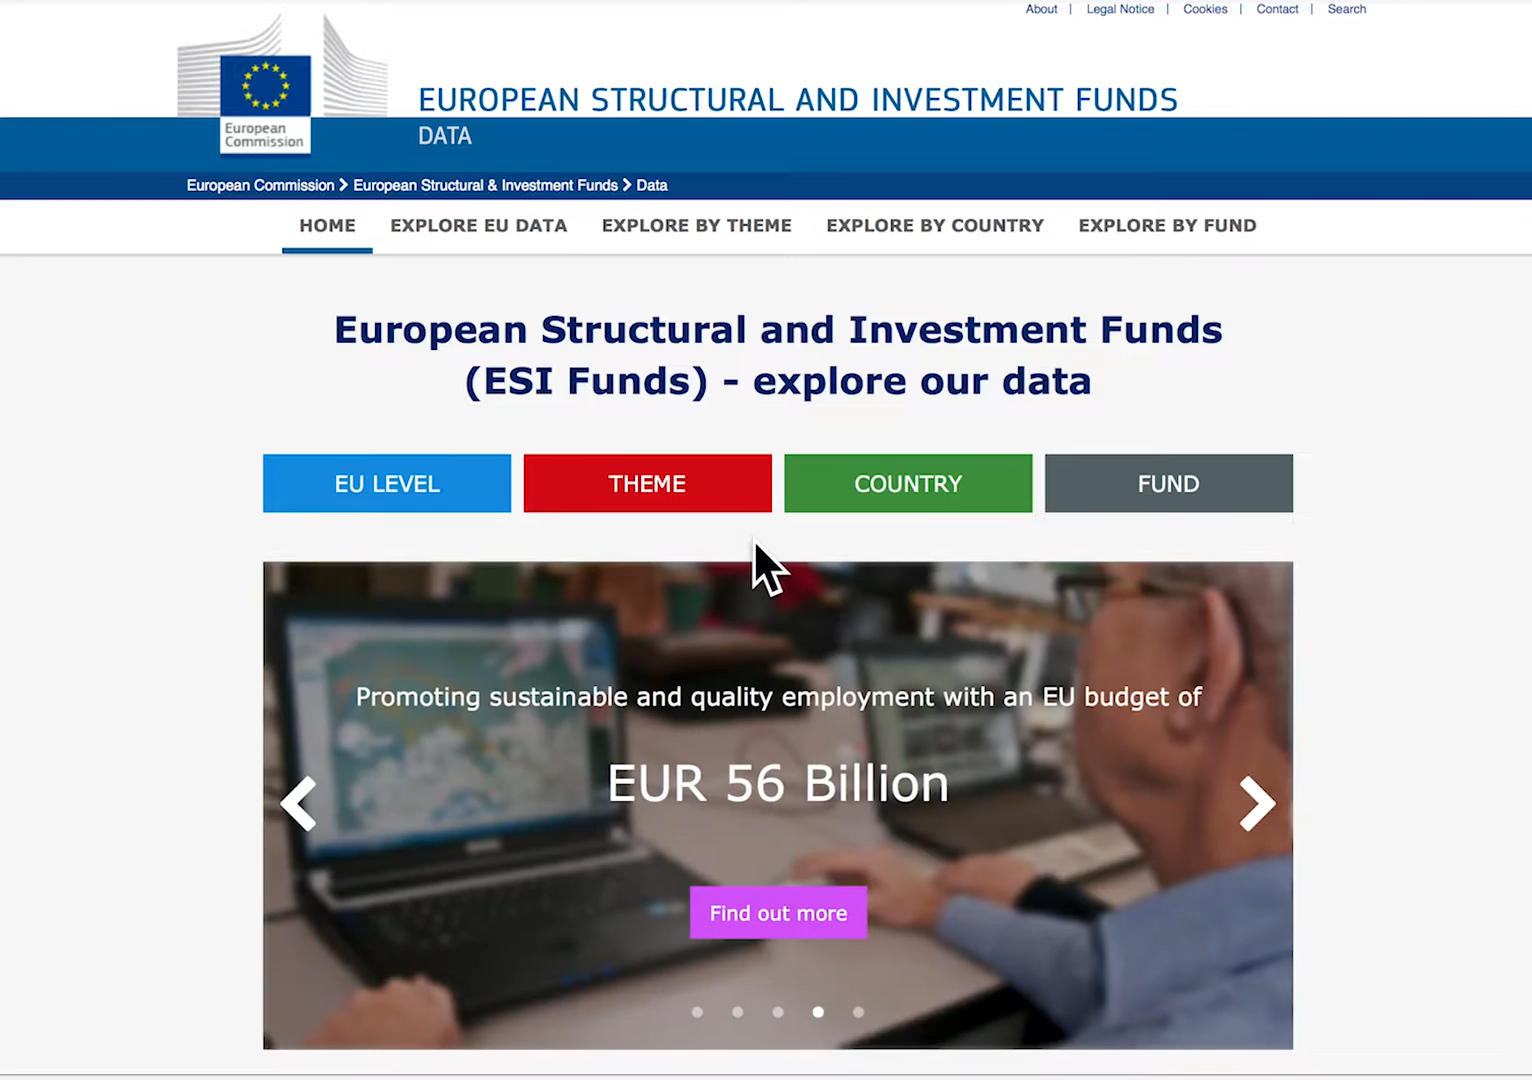 About | Legal Notice | Cookies | Contact | Search
EUROPEAN STRUCTURAL AND INVESTMENT FUNDS
DATA
European
Commission
European Commission > European Structural & Investment Funds > Data
HOME EXPLORE EU DATA EXPLORE BY THEME EXPLORE BY COUNTRY EXPLORE BY FUND
European Structural and Investment Funds
(ESI Funds) - explore our data
EU LEVEL THEME COUNTRY FUND
Promoting sustainable and quality employment with an EU budget of
EUR 56 Billion
Find out more